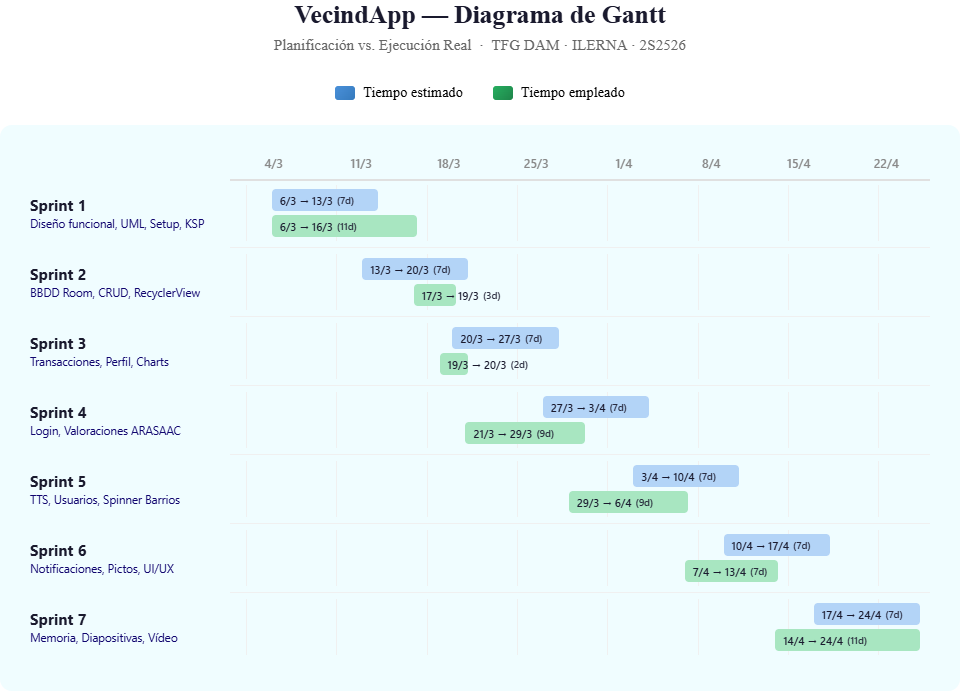 VecindApp — Diagrama de Gantt
Planificación vs. Ejecución Real · TFG DAM · ILERNA · 2S2526
Tiempo estimado Tiempo empleado
4/3 11/3 18/3 25/3 1/4 8/4 15/4 22/4
Sprint 1
Diseño funcional, UML, Setup, KSP
6/3 → 13/3 (7d)
6/3 → 16/3 (11d)
Sprint 2
BBDD Room, CRUD, RecyclerView
13/3 → 20/3 (7d)
17/3 → 19/3 (3d)
Sprint 3
Transacciones, Perfil, Charts
20/3 → 27/3 (7d)
19/3 → 20/3 (2d)
Sprint 4
Login, Valoraciones ARASAAC
27/3 → 3/4 (7d)
21/3 → 29/3 (9d)
Sprint 5
TTS, Usuarios, Spinner Barrios
3/4 → 10/4 (7d)
29/3 → 6/4 (9d)
Sprint 6
Notificaciones, Pictos, UI/UX
10/4 → 17/4 (7d)
7/4 → 13/4 (7d)
Sprint 7
Memoria, Diapositivas, Vídeo
17/4 → 24/4 (7d)
14/4 → 24/4 (11d)